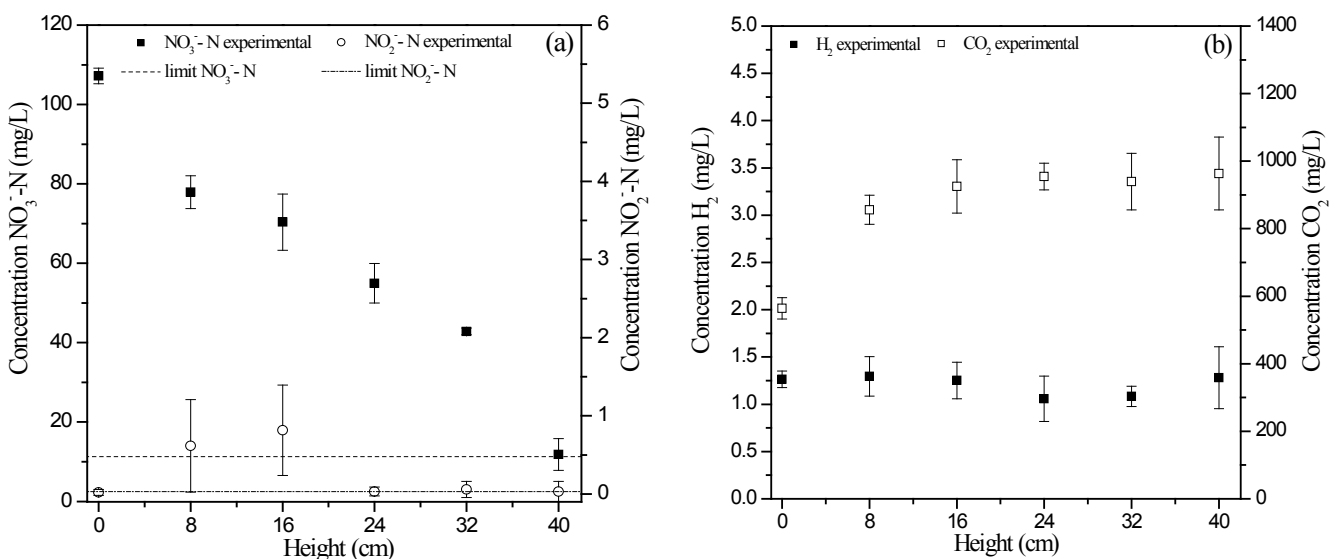 (a)
■ NO₃⁻- N experimental ○ NO₂⁻- N experimental
limit NO₃⁻- N limit NO₂⁻- N
Concentration NO₃⁻-N (mg/L)
120
100
80
60
40
20
0
Concentration NO₂⁻-N (mg/L)
6
5
4
3
2
1
0
0 8 16 24 32 40
Height (cm)
(b)
■ H₂ experimental □ CO₂ experimental
Concentration H₂ (mg/L)
5.0
4.5
4.0
3.5
3.0
2.5
2.0
1.5
1.0
0.5
0.0
Concentration CO₂ (mg/L)
1400
1200
1000
800
600
400
200
0
0 8 16 24 32 40
Height (cm)